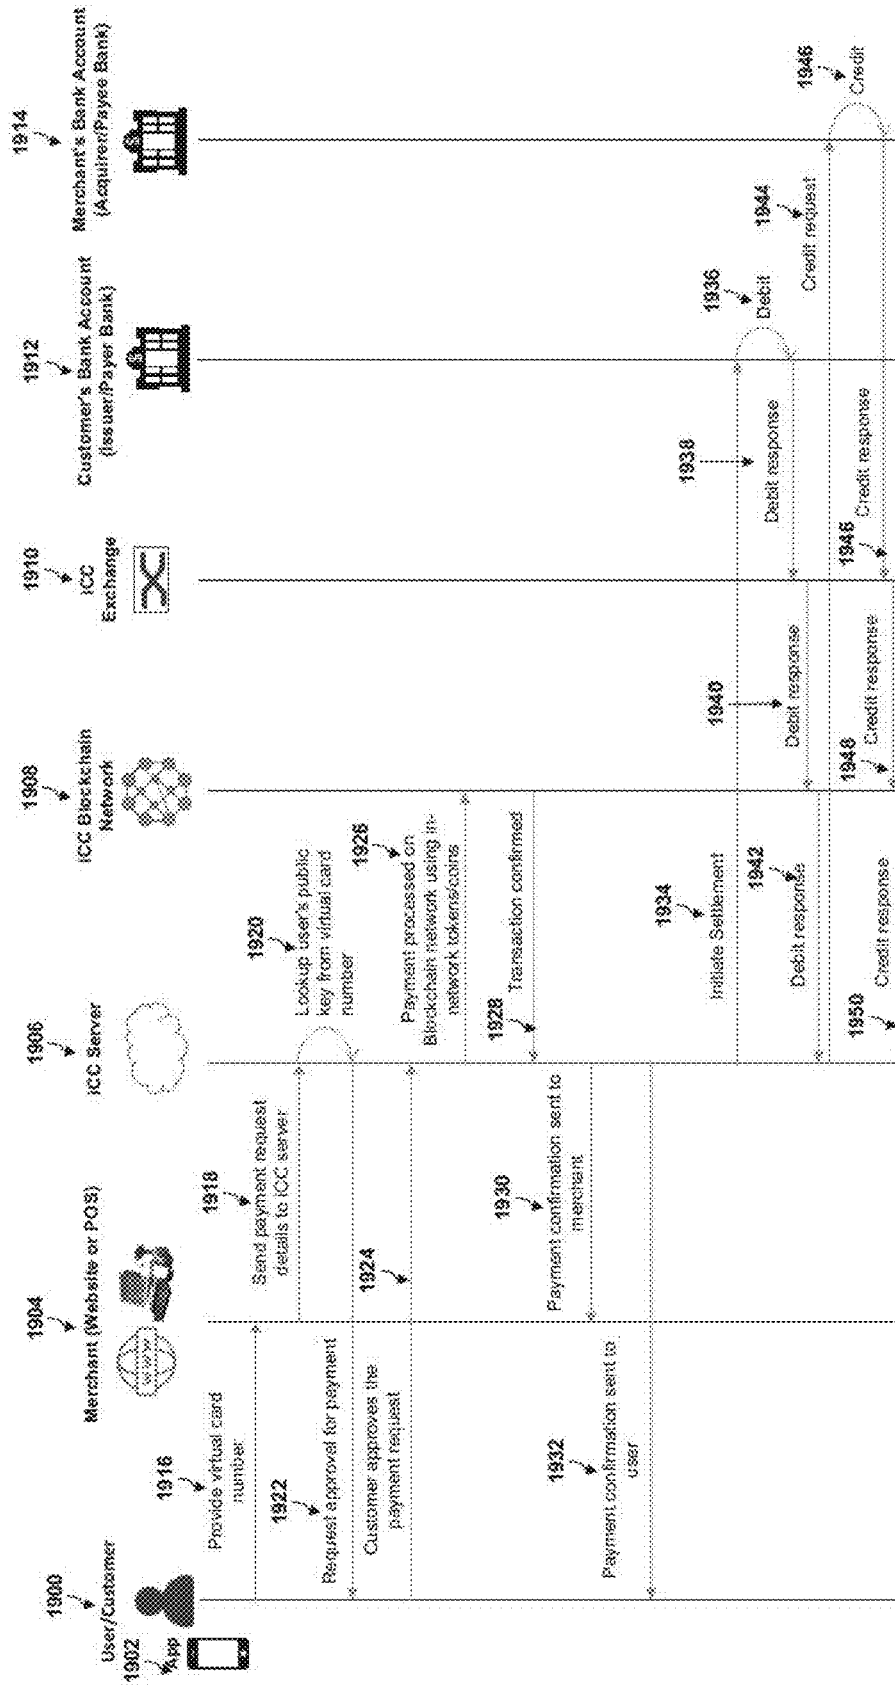 1900
User/Customer
1902
App
1904
Merchant (Website or POS)
1906
ICC Server
1908
ICC Blockchain
Network
1910
ICC
Exchange
1912
Customer's Bank Account
(Issuer/Payer Bank)
1914
Merchant's Bank Account
(Acquirer/Payee Bank)
1916
Provide virtual card
number
1918
Send payment request
details to ICC server
1920
Lookup user's public
key from virtual card
number
1922
Request approval for payment
Customer approves the
payment request
1924
1926
Payment processed on
Blockchain network using in-
network tokens/coins
1928
Transaction confirmed
1930
Payment confirmation sent to
merchant
1932
Payment confirmation sent to
user
1934
Initiate Settlement
1936
Debit
1938
Debit response
1940
Debit response
1942
Debit response
1944
Credit request
1946
Credit
1946
Credit response
1948
Credit response
1950
Credit response